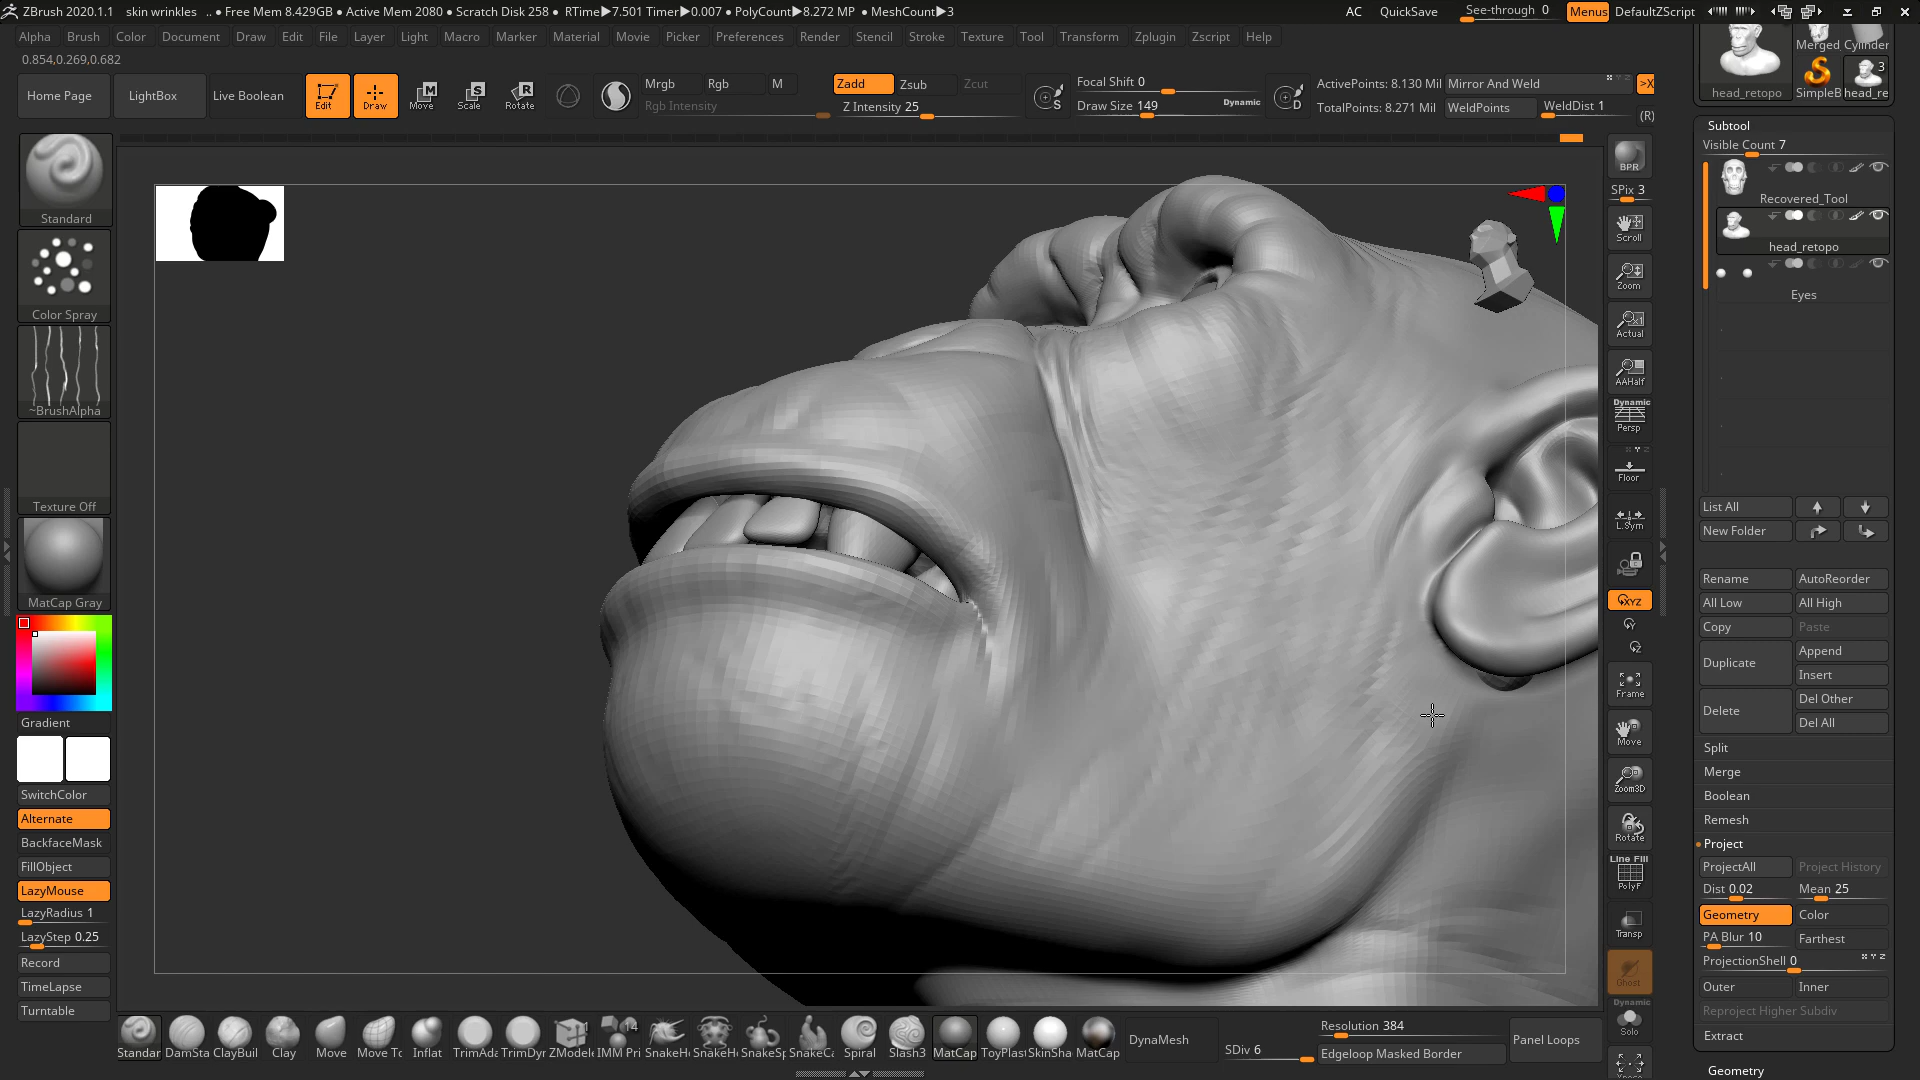 ZBrush 2020.1.1 skin wrinkles .. ● Free Mem 8.429GB ● Active Mem 2080 ● Scratch Disk 258 ● RTime▶7.501 Timer▶0.007 ● PolyCount▶8.272 MP ● MeshCount▶3 AC QuickSave See-through 0 Menus DefaultZScript
Alpha Brush Color Document Draw Edit File Layer Light Macro Marker Material Movie Picker Preferences Render Stencil Stroke Texture Tool Transform Zplugin Zscript Help
0.854,0.269,0.682
Home Page LightBox Live Boolean Edit Draw Move Scale Rotate
Mrgb Rgb M Zadd Zsub Zcut Focal Shift 0 ActivePoints: 8.130 Mil Mirror And Weld >X
Rgb Intensity Z Intensity 25 Draw Size 149 Dynamic TotalPoints: 8.271 Mil WeldPoints WeldDist 1 (R)
Standard
Color Spray
~BrushAlpha
Texture Off
MatCap Gray
Gradient
SwitchColor
Alternate
BackfaceMask
FillObject
LazyMouse
LazyRadius 1
LazyStep 0.25
Record
TimeLapse
Turntable
BPR
SPix 3
Scroll
Zoom
Actual
AAHalf
Dynamic
Persp
Floor
L.Sym
XYZ
Frame
Move
Zoom3D
Rotate
Line Fill
PolyF
Transp
Ghost
Dynamic
Solo
Xpose
Merged Cylinder
3
head_retopo SimpleB head_re
Subtool
Visible Count 7
Recovered_Tool
head_retopo
Eyes
List All
New Folder
Rename AutoReorder
All Low All High
Copy Paste
Duplicate Append
Insert
Delete Del Other
Del All
Split
Merge
Boolean
Remesh
Project
ProjectAll Project History
Dist 0.02 Mean 25
Geometry Color
PA Blur 10 Farthest
ProjectionShell 0 X Y Z
Outer Inner
Reproject Higher Subdiv
Extract
Geometry
1 14
Standar DamSta ClayBuil Clay Move Move To Inflat TrimAda TrimDyr ZModele IMM Pri SnakeHo SnakeHo SnakeSp SnakeCa Spiral Slash3 MatCap ToyPlast SkinSha MatCap
DynaMesh SDiv 6 Resolution 384 Edgeloop Masked Border Panel Loops